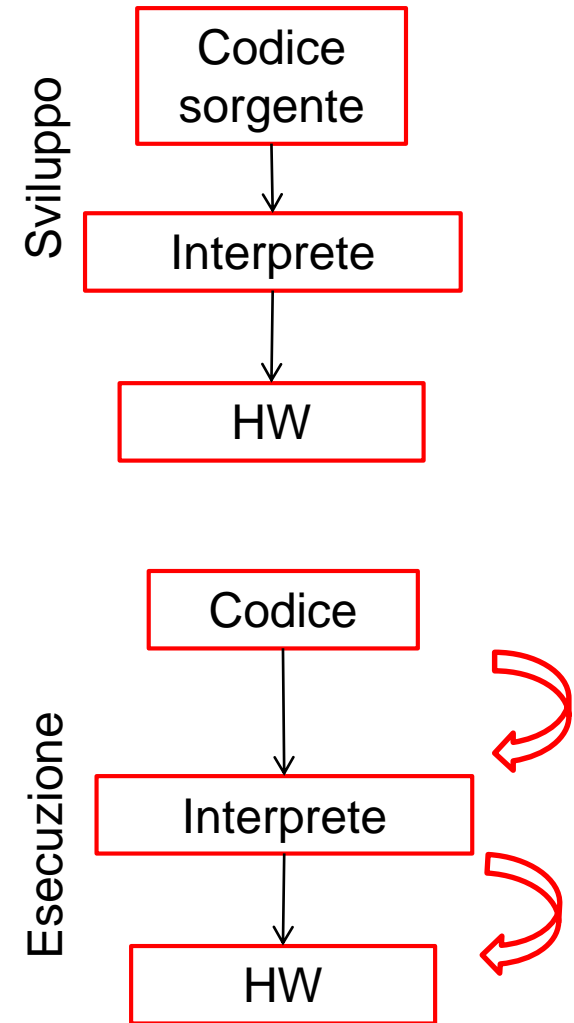 Sviluppo
Codice
sorgente
Interprete
HW
Esecuzione
Codice
Interprete
HW